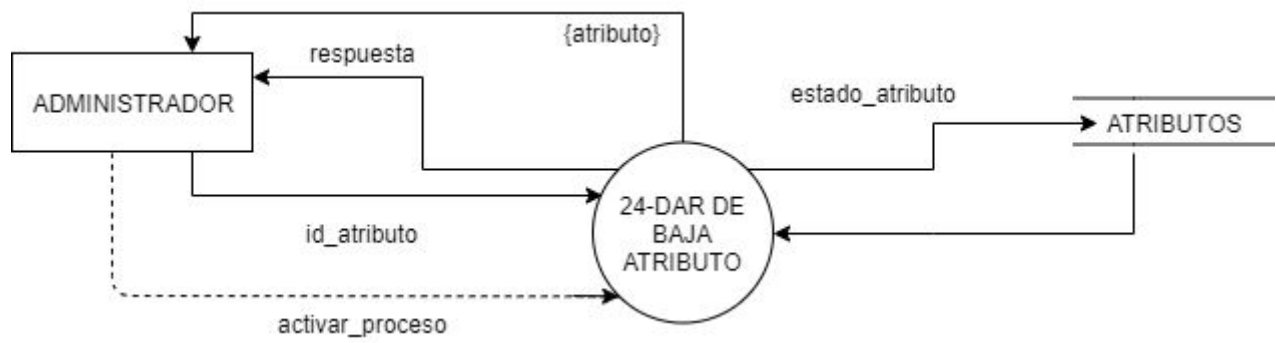 {atributo}
respuesta
ADMINISTRADOR
estado_atributo
ATRIBUTOS
24-DAR DE
BAJA
ATRIBUTO
id_atributo
activar_proceso